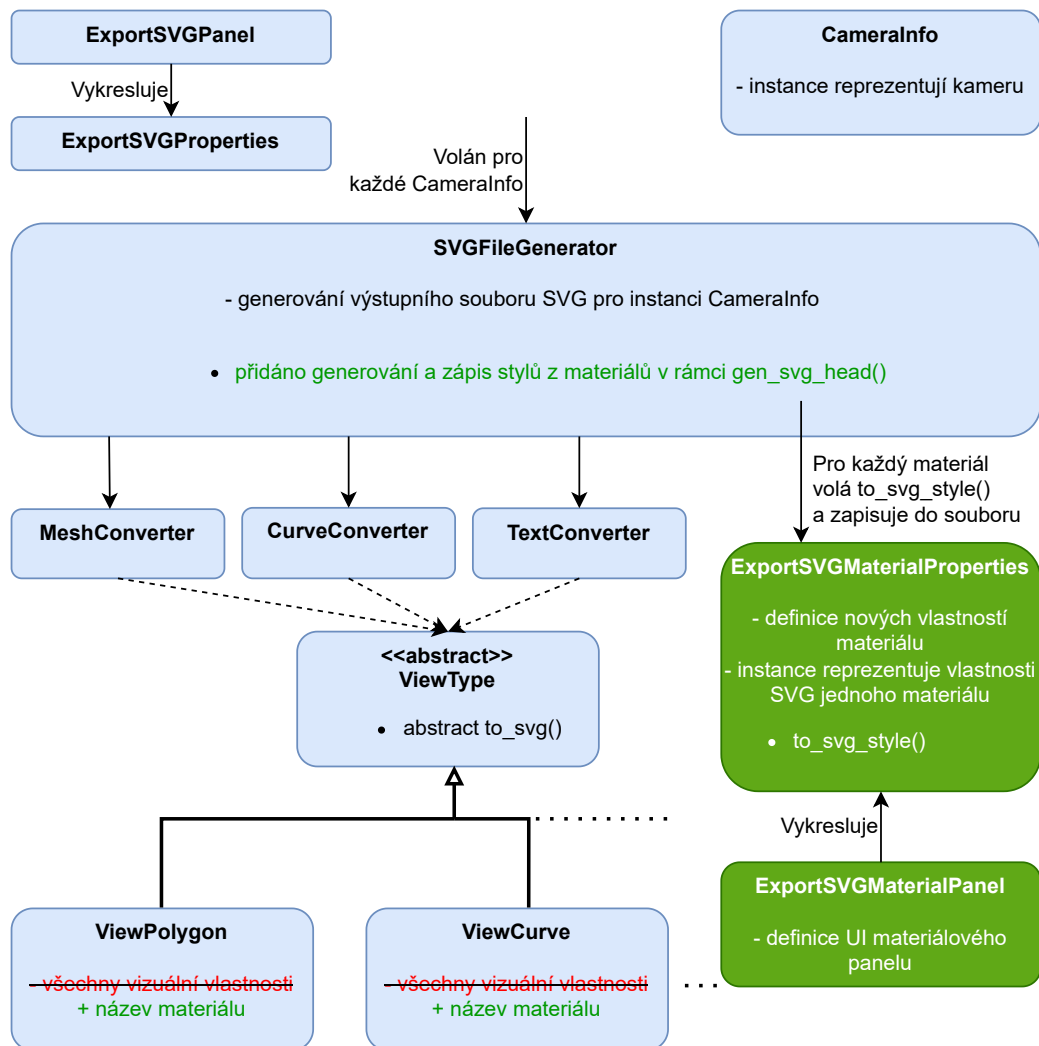 ExportSVGPanel
Vykresluje
ExportSVGProperties
CameraInfo
- instance reprezentují kameru
Volán pro
každé CameraInfo
SVGFileGenerator
- generování výstupního souboru SVG pro instanci CameraInfo
• přidáno generování a zápis stylů z materiálů v rámci gen_svg_head()
Pro každý materiál
volá to_svg_style()
a zapisuje do souboru
MeshConverter
CurveConverter
TextConverter
<<abstract>>
ViewType
• abstract to_svg()
ExportSVGMaterialProperties
- definice nových vlastností
materiálu
- instance reprezentuje vlastnosti
SVG jednoho materiálu
• to_svg_style()
Vykresluje
ExportSVGMaterialPanel
- definice UI materiálového
panelu
ViewPolygon
- všechny vizuální vlastnosti
+ název materiálu
ViewCurve
- všechny vizuální vlastnosti
+ název materiálu